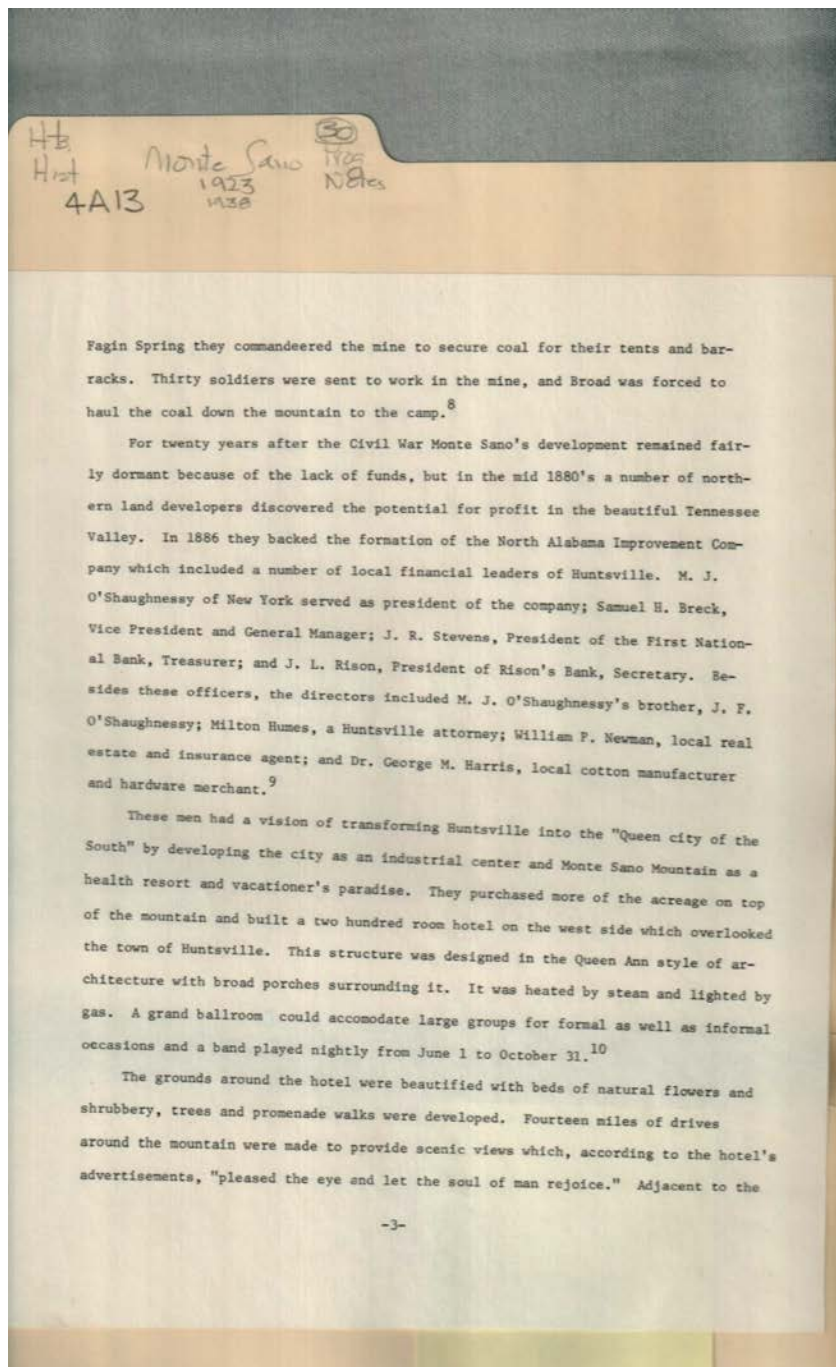 Htb.
Hist
4A13
Monte Sano
1923
1938
30
Prog
Notes
Fagin Spring they commandeered the mine to secure coal for their tents and bar-
racks. Thirty soldiers were sent to work in the mine, and Broad was forced to
haul the coal down the mountain to the camp.8
For twenty years after the Civil War Monte Sano's development remained fair-
ly dormant because of the lack of funds, but in the mid 1880's a number of north-
ern land developers discovered the potential for profit in the beautiful Tennessee
Valley. In 1886 they backed the formation of the North Alabama Improvement Com-
pany which included a number of local financial leaders of Huntsville. M. J.
O'Shaughnessy of New York served as president of the company; Samuel H. Breck,
Vice President and General Manager; J. R. Stevens, President of the First Nation-
al Bank, Treasurer; and J. L. Rison, President of Rison's Bank, Secretary. Be-
sides these officers, the directors included M. J. O'Shaughnessy's brother, J. F.
O'Shaughnessy; Milton Humes, a Huntsville attorney; William P. Newman, local real
estate and insurance agent; and Dr. George M. Harris, local cotton manufacturer
and hardware merchant.9
These men had a vision of transforming Huntsville into the "Queen city of the
South" by developing the city as an industrial center and Monte Sano Mountain as a
health resort and vacationer's paradise. They purchased more of the acreage on top
of the mountain and built a two hundred room hotel on the west side which overlooked
the town of Huntsville. This structure was designed in the Queen Ann style of ar-
chitecture with broad porches surrounding it. It was heated by steam and lighted by
gas. A grand ballroom could accomodate large groups for formal as well as informal
occasions and a band played nightly from June 1 to October 31.10
The grounds around the hotel were beautified with beds of natural flowers and
shrubbery, trees and promenade walks were developed. Fourteen miles of drives
around the mountain were made to provide scenic views which, according to the hotel's
advertisements, "pleased the eye and let the soul of man rejoice." Adjacent to the
-3-